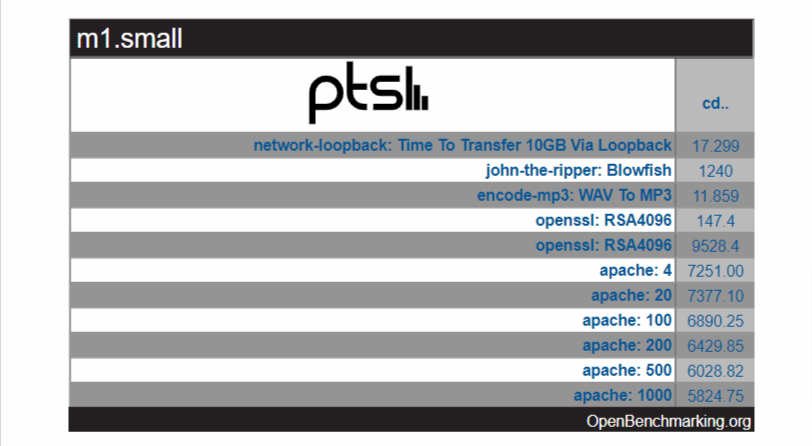 m1.small
pts
cd..
network-loopback: Time To Transfer 10GB Via Loopback 17.299
john-the-ripper: Blowfish 1240
encode-mp3: WAV To MP3 11.859
openssl: RSA4096 147.4
openssl: RSA4096 9528.4
apache: 4 7251.00
apache: 20 7377.10
apache: 100 6890.25
apache: 200 6429.85
apache: 500 6028.82
apache: 1000 5824.75
OpenBenchmarking.org